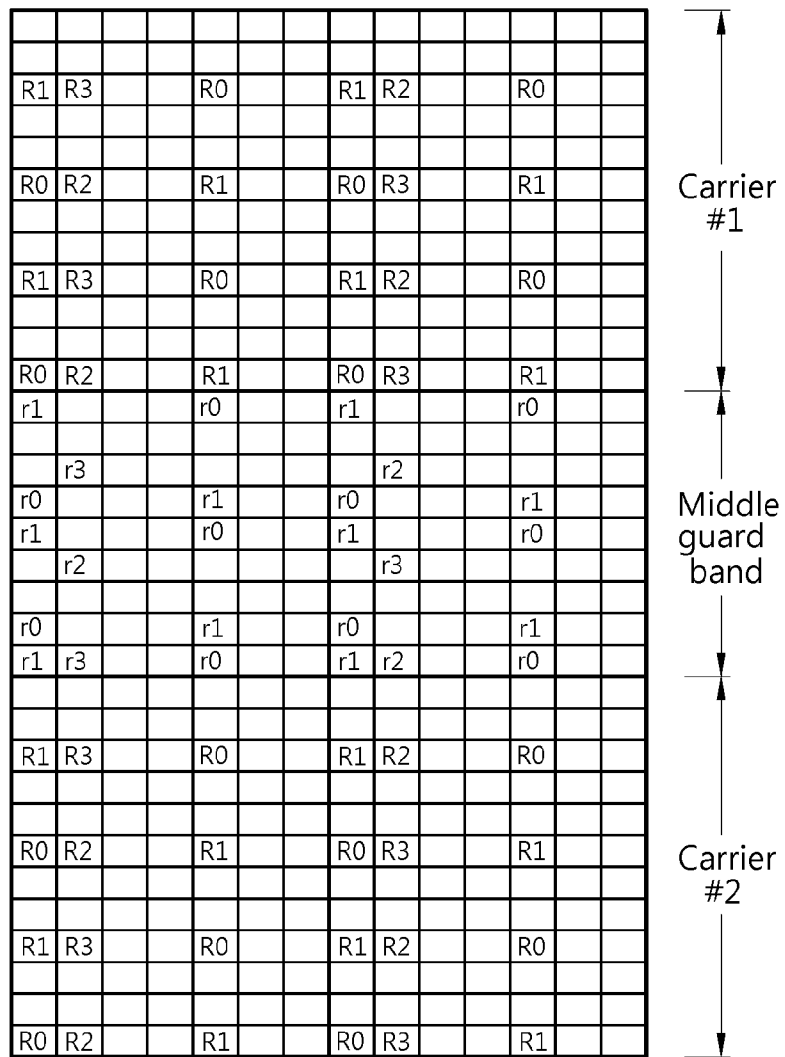 R1 R3 R0 R1 R2 R0
R0 R2 R1 R0 R3 R1
Carrier
#1
R1 R3 R0 R1 R2 R0
R0 R2 R1 R0 R3 R1
r1 r0 r1 r0
r3 r2
r0 r1 r0 r1
Middle
guard
band
r1 r0 r1 r0
r2 r3
r0 r1 r0 r1
r1 r3 r0 r1 r2 r0
R1 R3 R0 R1 R2 R0
R0 R2 R1 R0 R3 R1
Carrier
#2
R1 R3 R0 R1 R2 R0
R0 R2 R1 R0 R3 R1